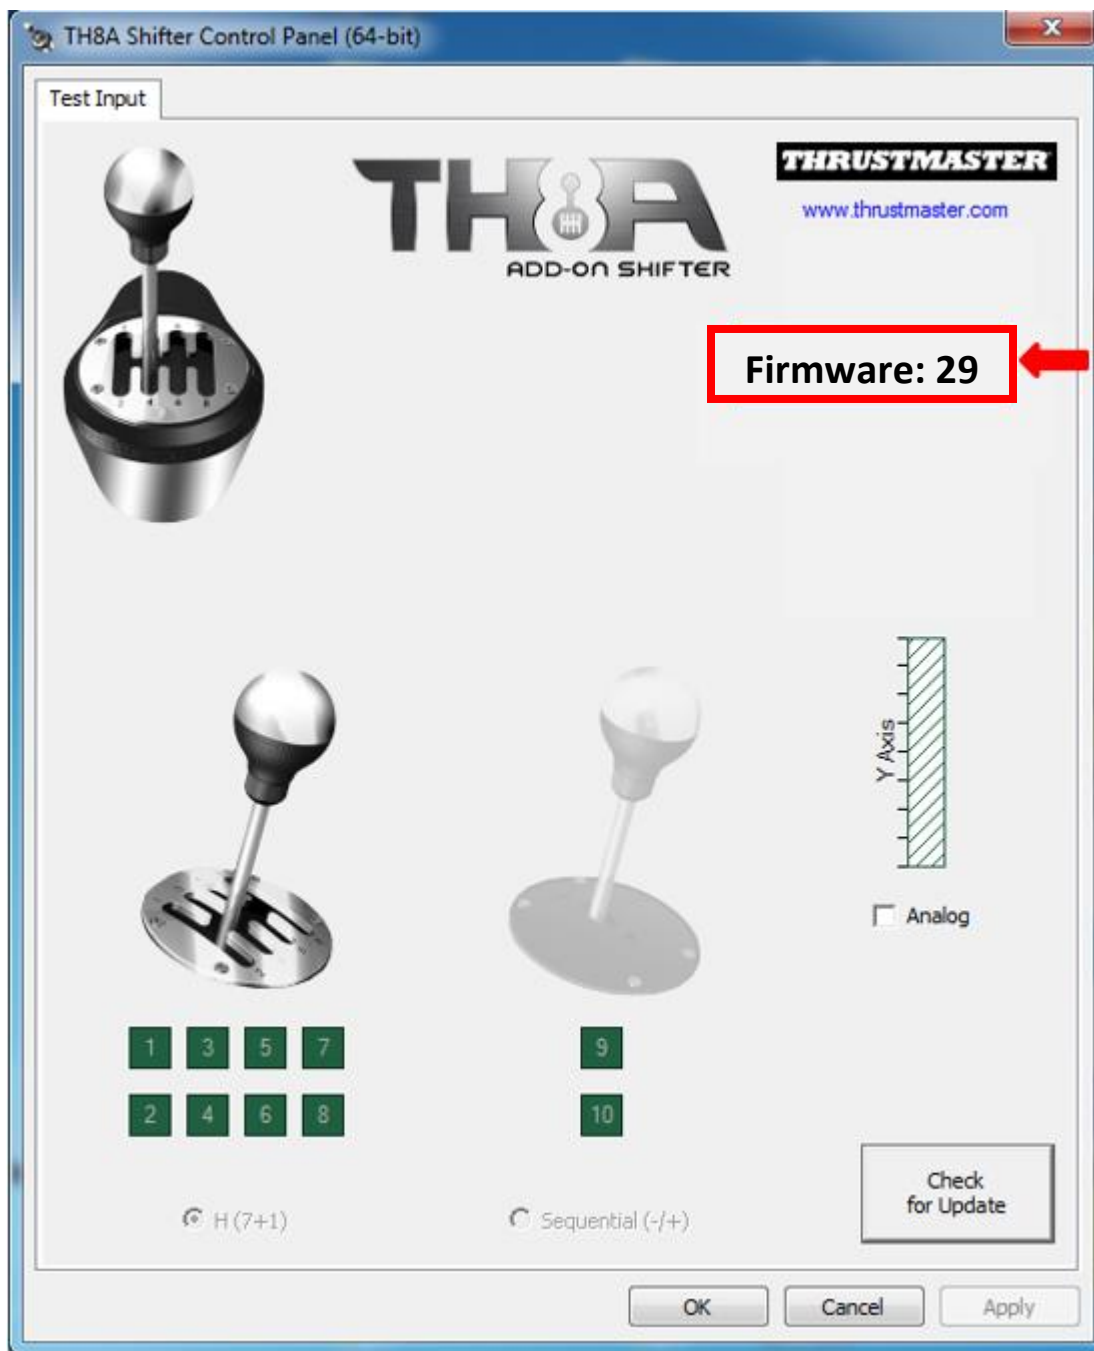 TH8A Shifter Control Panel (64-bit)
Test Input
TH8A
ADD-ON SHIFTER
THRUSTMASTER
www.thrustmaster.com
Firmware: 29
Y Axis
Analog
1 3 5 7
2 4 6 8
9
10
H (7+1)
Sequential (-/+)
Check
for Update
OK
Cancel
Apply